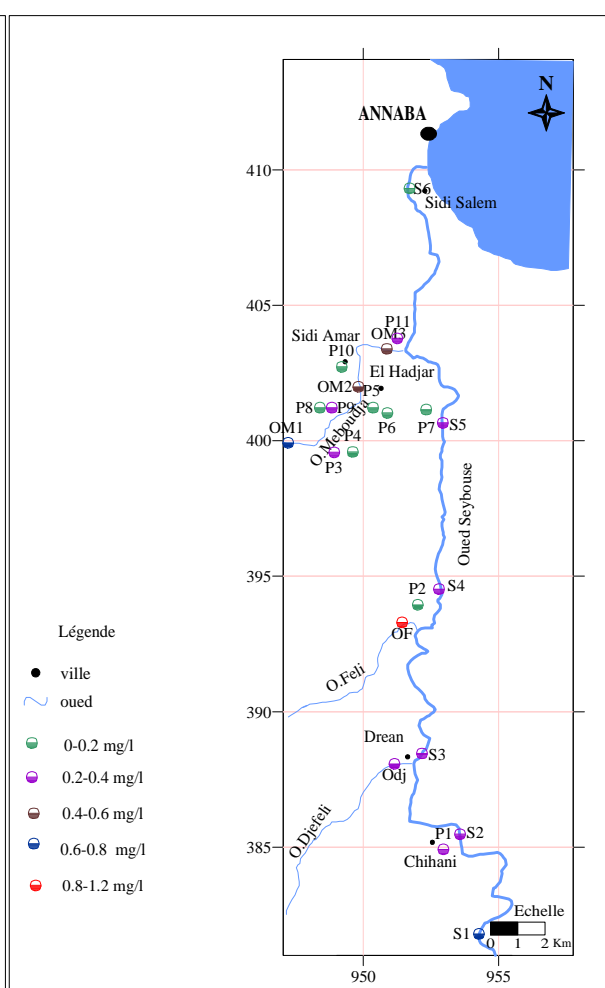 N
ANNABA
410
S6
Sidi Salem
405
P11
Sidi Amar OM3
P10
El Hadjar
OM2 P5
P8 P9 P6 P7 S5
OM1 P4
400
O.Meboudja
P3
Oued Seybouse
395
P2 S4
OF
O.Feli
Légende
ville
oued
0-0.2 mg/l
0.2-0.4 mg/l
0.4-0.6 mg/l
0.6-0.8 mg/l
0.8-1.2 mg/l
390
Drean
S3
Odj
O.Djefeli
385
P1 S2
Chihani
S1
Echelle
0 1 2 Km
950 955